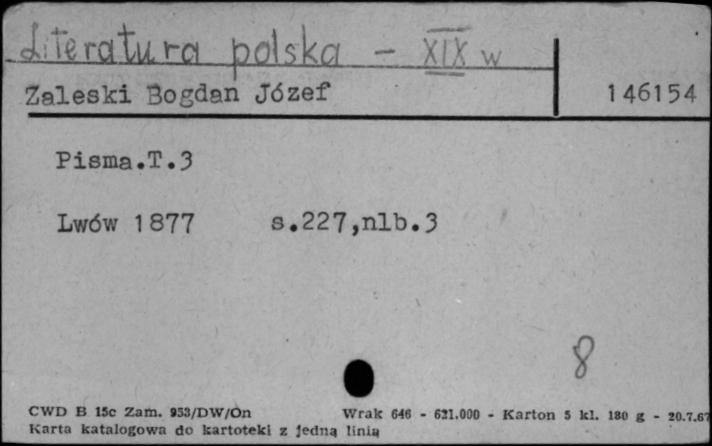 Literatura polska - XIX w
Zaleski Bogdan Józef 146154
Pisma.T.3
Lwów 1877 s.227,nlb.3
8
CWD B 15c Zam. 953/DW/On Wrak 646 - 621.000 - Karton 5 kl. 180 g - 20.7.67
Karta katalogowa do kartoteki z jedną linią